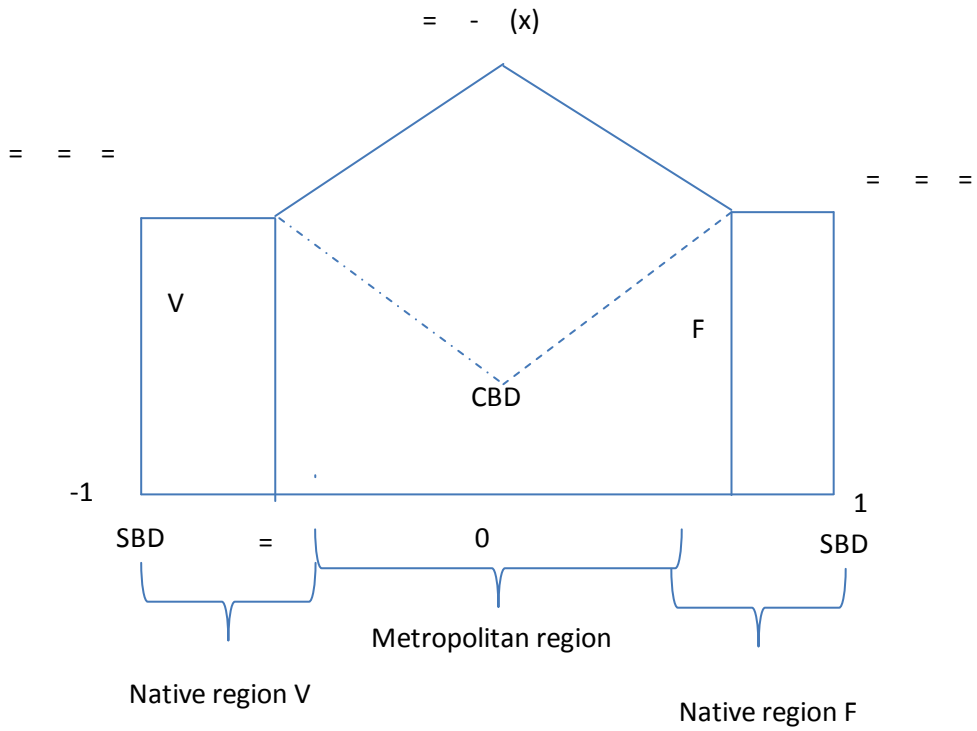 = - (x)
= = =
= = =
V
F
CBD
-1
1
SBD = 0 SBD
Metropolitan region
Native region V
Native region F